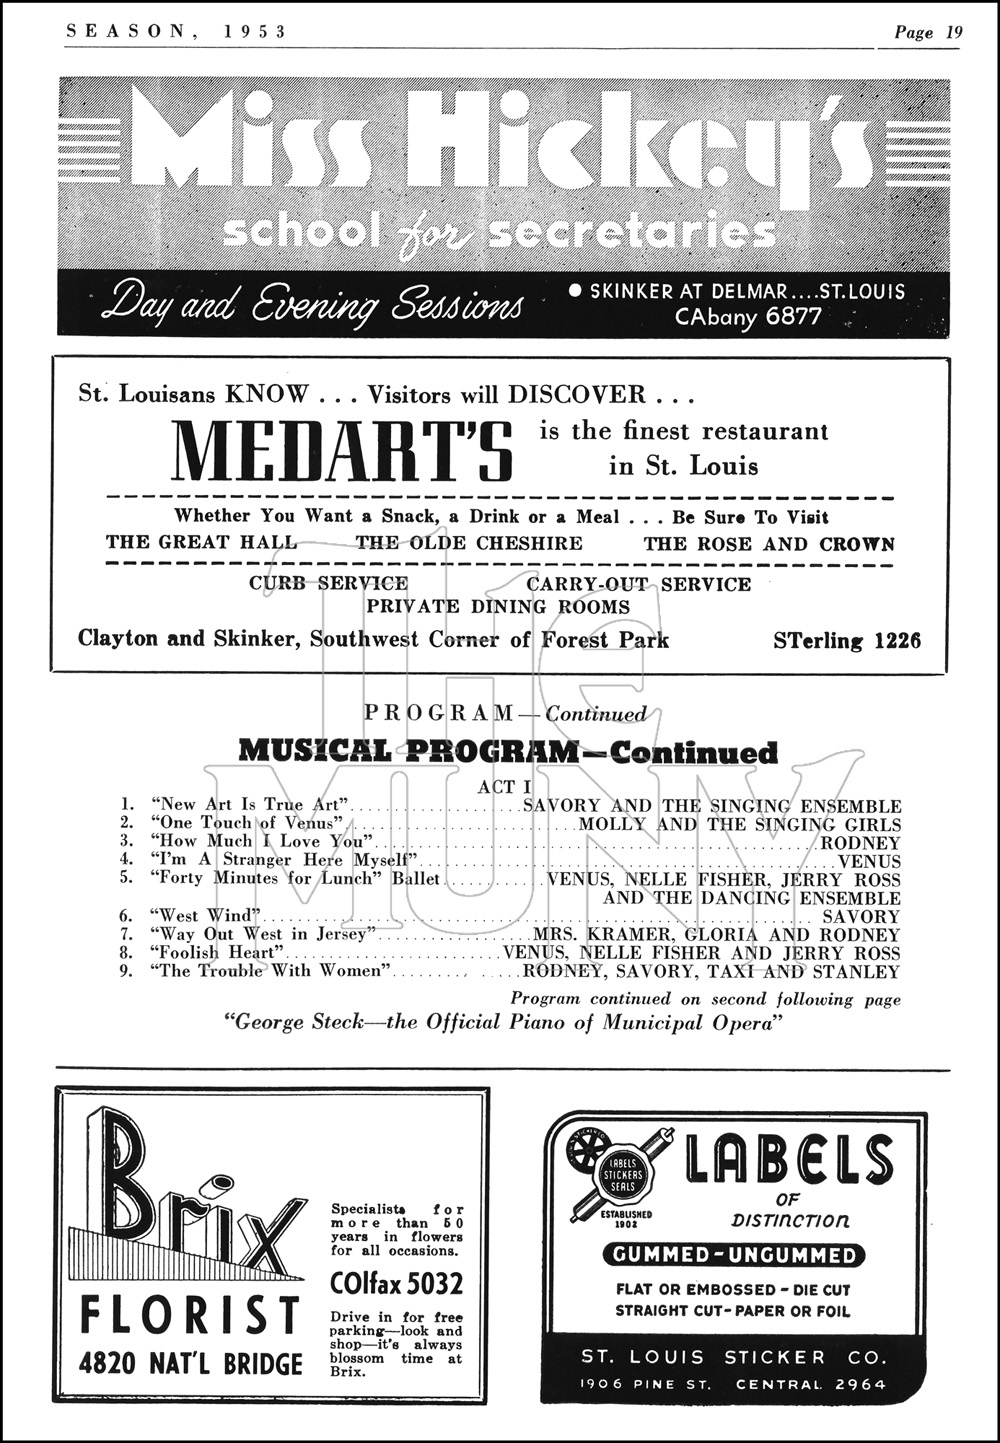 SEASON, 1953
Page 19
Miss Hickey's
school for secretaries
Day and Evening Sessions
● SKINKER AT DELMAR....ST.LOUIS
CAbany 6877
St. Louisans KNOW . . . Visitors will DISCOVER . . .
MEDART'S
is the finest restaurant
in St. Louis
Whether You Want a Snack, a Drink or a Meal . . . Be Sure To Visit
THE GREAT HALL THE OLDE CHESHIRE THE ROSE AND CROWN
CURB SERVICE CARRY-OUT SERVICE
PRIVATE DINING ROOMS
Clayton and Skinker, Southwest Corner of Forest Park STerling 1226
THE
MUNY
PROGRAM—Continued
MUSICAL PROGRAM—Continued
ACT I
1. "New Art Is True Art"....................SAVORY AND THE SINGING ENSEMBLE
2. "One Touch of Venus"..........................MOLLY AND THE SINGING GIRLS
3. "How Much I Love You"..................................................RODNEY
4. "I'm A Stranger Here Myself"..............................................VENUS
5. "Forty Minutes for Lunch" Ballet............VENUS, NELLE FISHER, JERRY ROSS
AND THE DANCING ENSEMBLE
6. "West Wind"................................................................SAVORY
7. "Way Out West in Jersey"..................MRS. KRAMER, GLORIA AND RODNEY
8. "Foolish Heart".........................VENUS, NELLE FISHER AND JERRY ROSS
9. "The Trouble With Women"...............RODNEY, SAVORY, TAXI AND STANLEY
Program continued on second following page
"George Steck—the Official Piano of Municipal Opera"
Brix
FLORIST
4820 NAT'L BRIDGE
Specialists for
more than 50
years in flowers
for all occasions.
COlfax 5032
Drive in for free
parking—look and
shop—it's always
blossom time at
Brix.
LABELS
STICKERS
SEALS
ESTABLISHED
1902
LABELS
OF
DISTINCTION
GUMMED-UNGUMMED
FLAT OR EMBOSSED - DIE CUT
STRAIGHT CUT-PAPER OR FOIL
ST. LOUIS STICKER CO.
1906 PINE ST. CENTRAL 2964